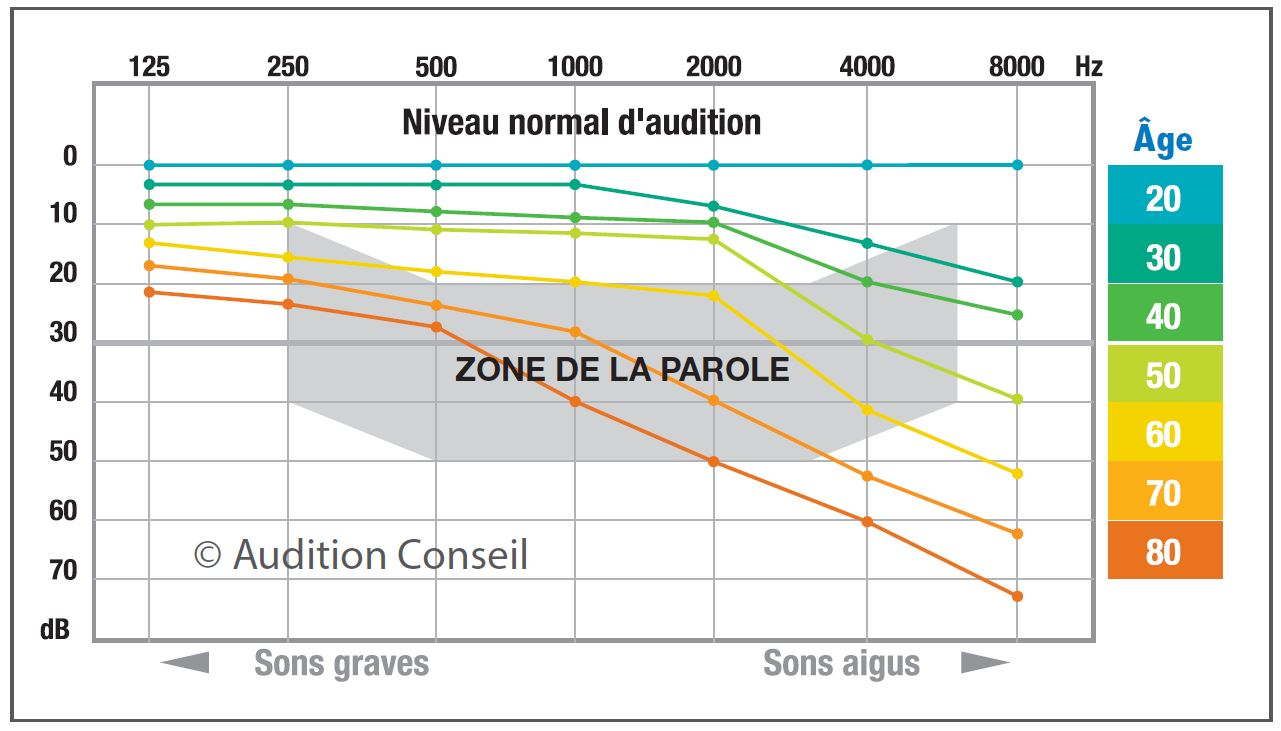 125 250 500 1000 2000 4000 8000 Hz
Niveau normal d'audition
Âge
0
10
20
30
40
50
60
70
dB
ZONE DE LA PAROLE
© Audition Conseil
20
30
40
50
60
70
80
Sons graves
Sons aigus